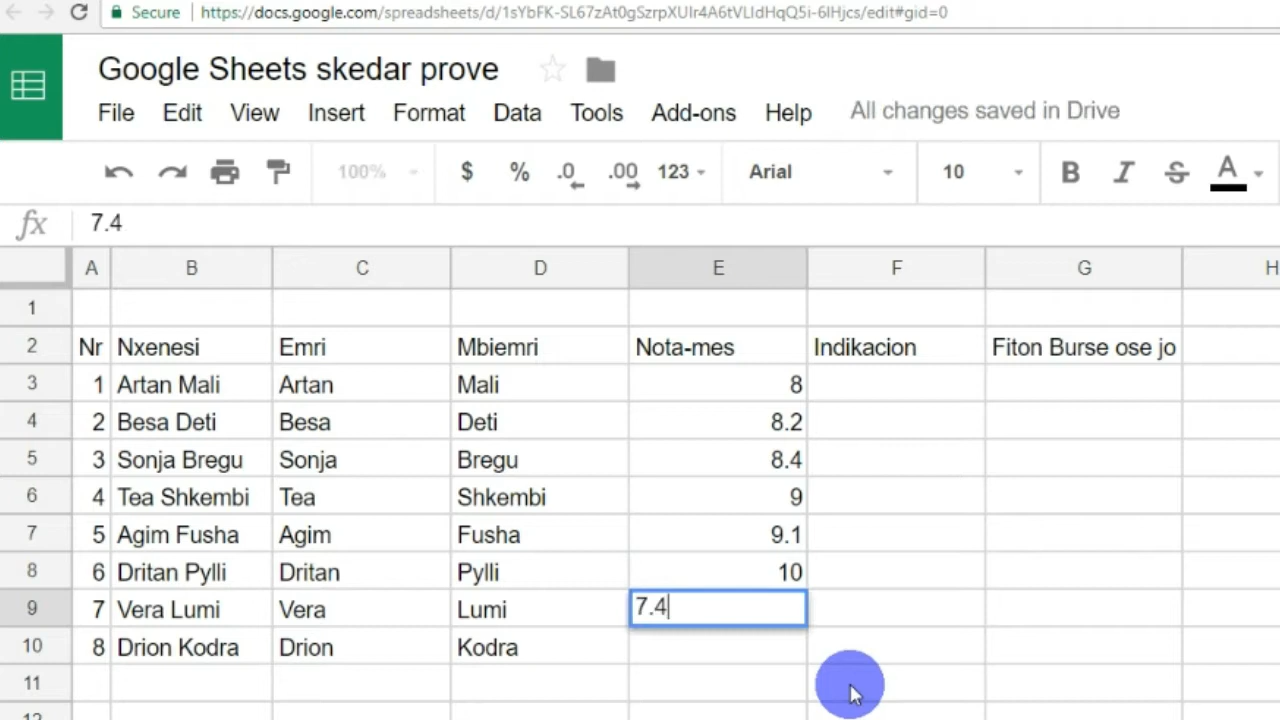 Secure https://docs.google.com/spreadsheets/d/1sYbFK-SL67zAt0gSzrpXUIr4A6tVLIdHqQ5i-6IHjcs/edit#gid=0
Google Sheets skedar prove
File Edit View Insert Format Data Tools Add-ons Help All changes saved in Drive
100% $ % .0 .00 123 Arial 10 B I S A
fx 7.4
A B C D E F G H
1
2 Nr Nxenesi Emri Mbiemri Nota-mes Indikacion Fiton Burse ose jo
3 1 Artan Mali Artan Mali 8
4 2 Besa Deti Besa Deti 8.2
5 3 Sonja Bregu Sonja Bregu 8.4
6 4 Tea Shkembi Tea Shkembi 9
7 5 Agim Fusha Agim Fusha 9.1
8 6 Dritan Pylli Dritan Pylli 10
9 7 Vera Lumi Vera Lumi 7.4
10 8 Drion Kodra Drion Kodra
11
12